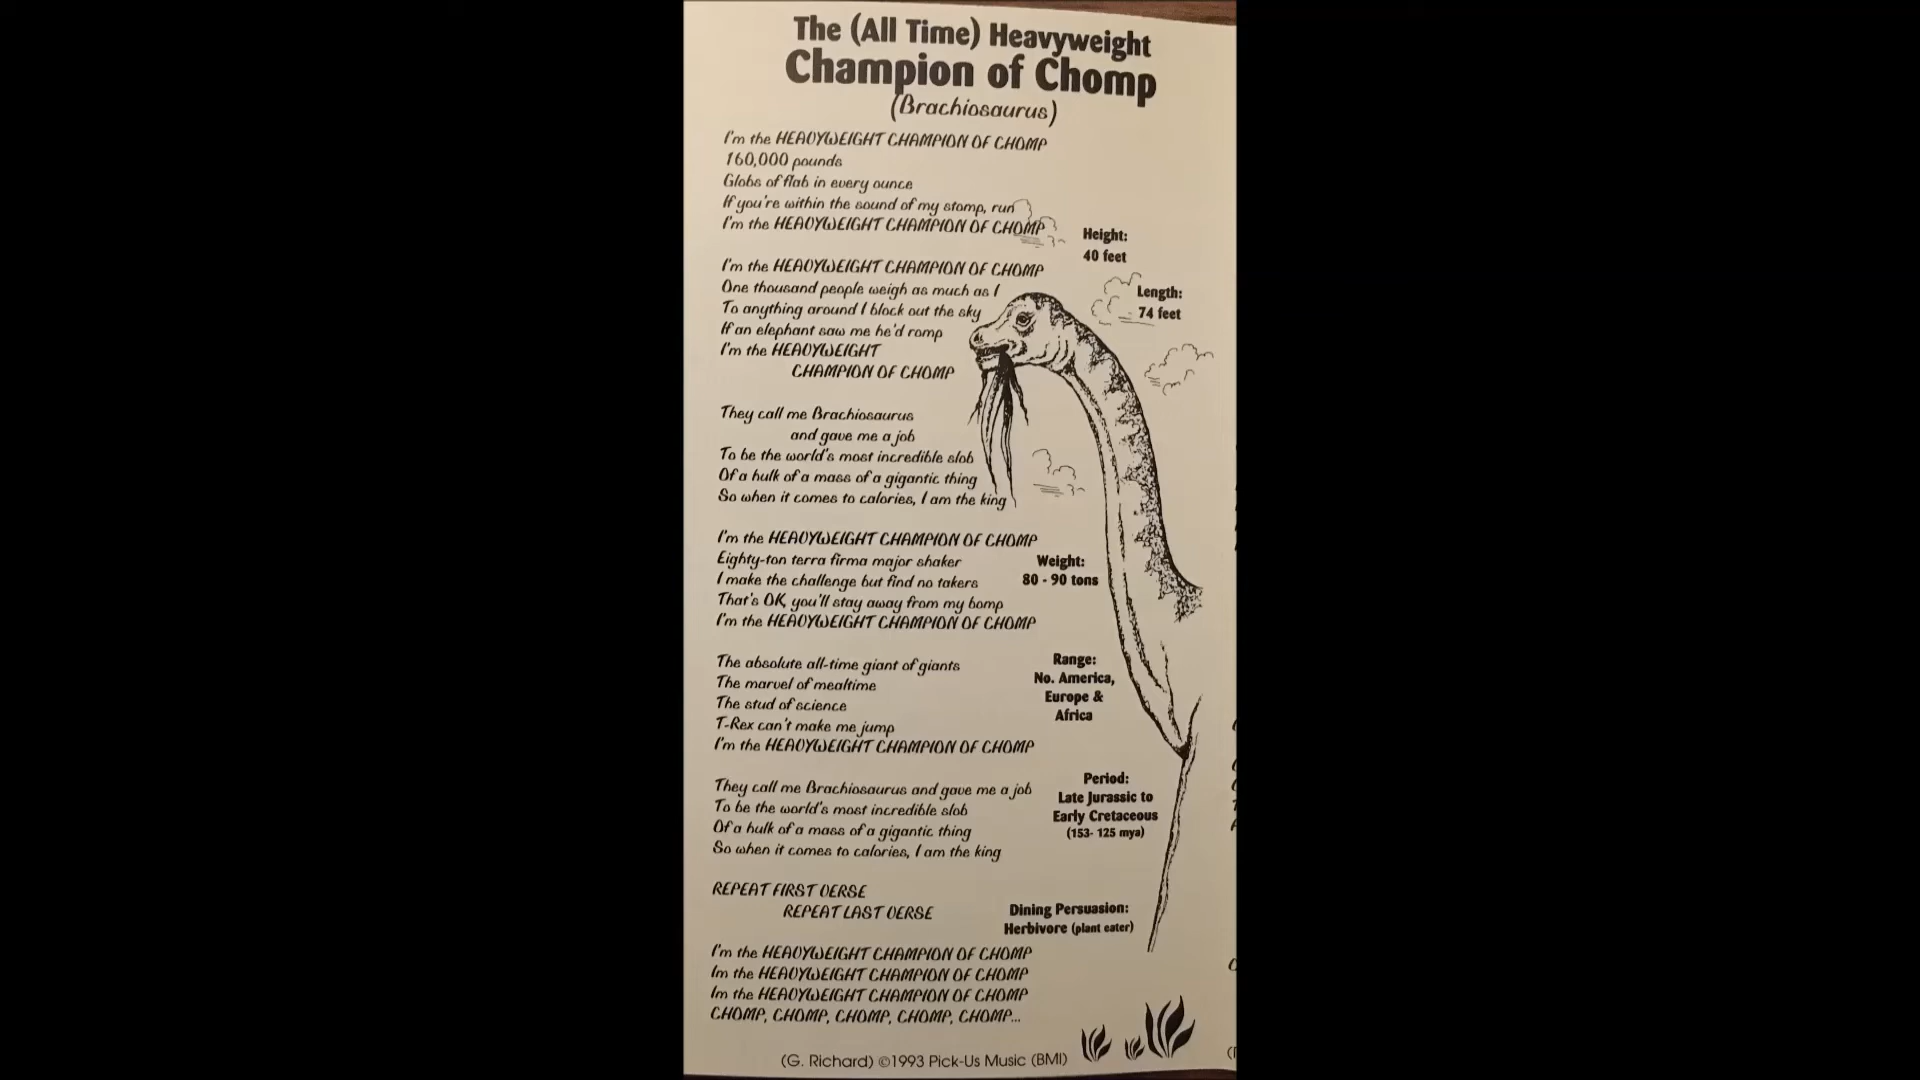 The (All Time) Heavyweight
Champion of Chomp
(Brachiosaurus)
I'm the HEAVYWEIGHT CHAMPION OF CHOMP
160,000 pounds
Globs of flab in every ounce
If you're within the sound of my stomp, run
I'm the HEAVYWEIGHT CHAMPION OF CHOMP
Height:
40 feet
I'm the HEAVYWEIGHT CHAMPION OF CHOMP
One thousand people weigh as much as I
To anything around I block out the sky
If an elephant saw me he'd romp
I'm the HEAVYWEIGHT
CHAMPION OF CHOMP
Length:
74 feet
They call me Brachiosaurus
and gave me a job
To be the world's most incredible slob
Of a hulk of a mass of a gigantic thing
So when it comes to calories, I am the king
I'm the HEAVYWEIGHT CHAMPION OF CHOMP
Eighty-ton terra firma major shaker
I make the challenge but find no takers
That's OK, you'll stay away from my bomp
I'm the HEAVYWEIGHT CHAMPION OF CHOMP
Weight:
80 - 90 tons
The absolute all-time giant of giants
The marvel of mealtime
The stud of science
T-Rex can't make me jump
I'm the HEAVYWEIGHT CHAMPION OF CHOMP
Range:
No. America,
Europe &
Africa
They call me Brachiosaurus and gave me a job
To be the world's most incredible slob
Of a hulk of a mass of a gigantic thing
So when it comes to calories, I am the king
Period:
Late Jurassic to
Early Cretaceous
(153- 125 mya)
REPEAT FIRST VERSE
REPEAT LAST VERSE
Dining Persuasion:
Herbivore (plant eater)
I'm the HEAVYWEIGHT CHAMPION OF CHOMP
Im the HEAVYWEIGHT CHAMPION OF CHOMP
Im the HEAVYWEIGHT CHAMPION OF CHOMP
CHOMP, CHOMP, CHOMP, CHOMP, CHOMP...
(G. Richard) ©1993 Pick-Us Music (BMI)